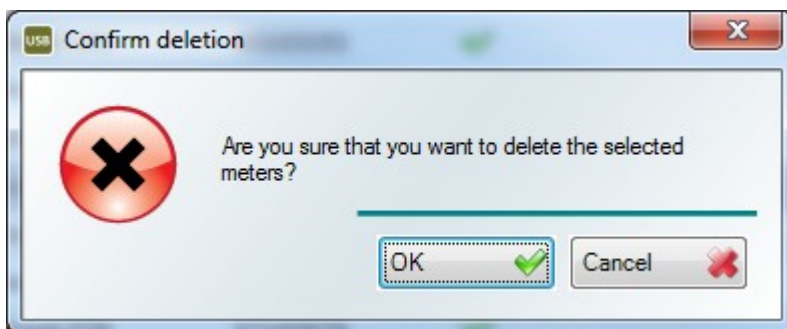 USB Confirm deletion
Are you sure that you want to delete the selected
meters?
OK
Cancel